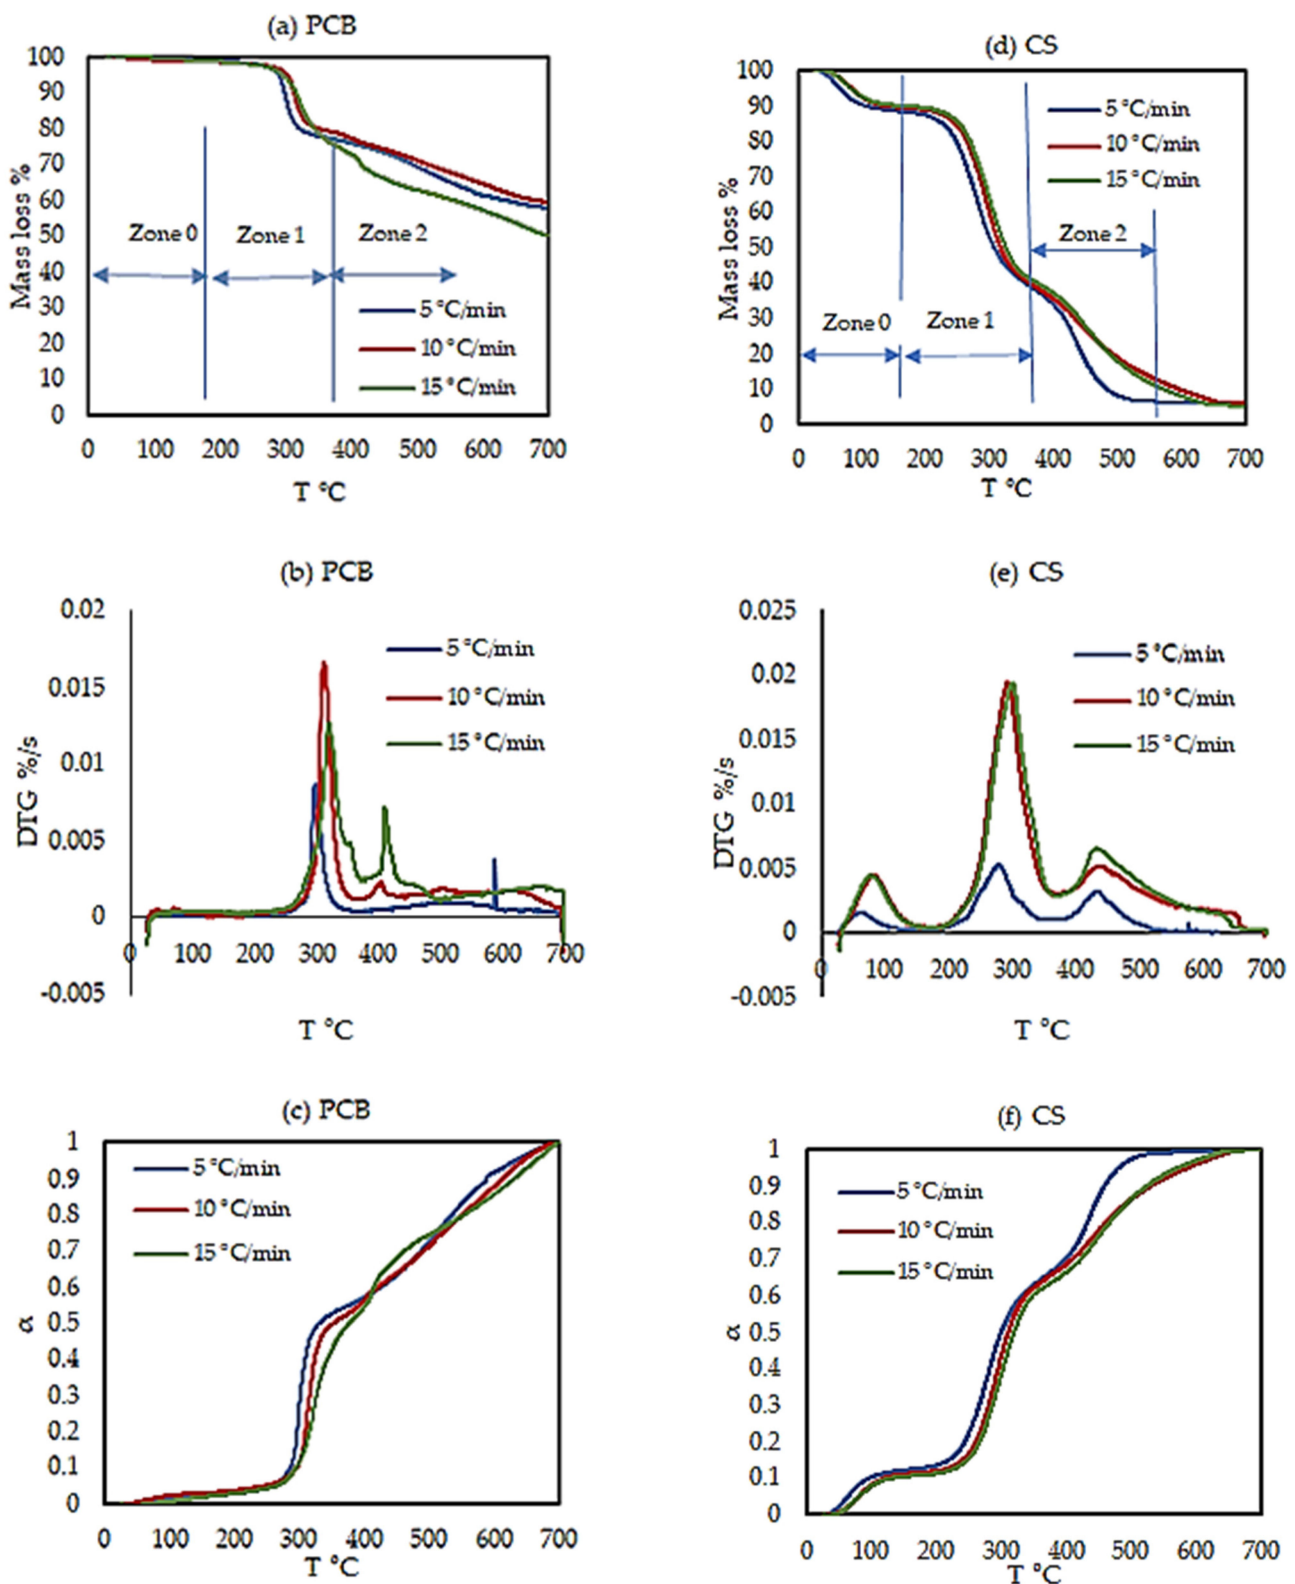 (a) PCB
100
90
80
70
60
50
40
30
20
10
0
Mass loss %
Zone 0
Zone 1
Zone 2
5 °C/min
10 °C/min
15 °C/min
0 100 200 300 400 500 600 700
T °C
(d) CS
100
90
80
70
60
50
40
30
20
10
0
Mass loss %
5 °C/min
10 °C/min
15 °C/min
Zone 2
Zone 0
Zone 1
0 100 200 300 400 500 600 700
T °C
(b) PCB
0.02
0.015
0.01
0.005
0
-0.005
DTG %/s
5 °C/min
10 °C/min
15 °C/min
0 100 200 300 400 500 600 700
T °C
(e) CS
0.025
0.02
0.015
0.01
0.005
0
-0.005
DTG %/s
5 °C/min
10 °C/min
15 °C/min
0 100 200 300 400 500 600 700
T °C
(c) PCB
1
0.9
0.8
0.7
0.6
0.5
0.4
0.3
0.2
0.1
0
α
5 °C/min
10 °C/min
15 °C/min
0 100 200 300 400 500 600 700
T °C
(f) CS
1
0.9
0.8
0.7
0.6
0.5
0.4
0.3
0.2
0.1
0
α
5 °C/min
10 °C/min
15 °C/min
0 100 200 300 400 500 600 700
T °C